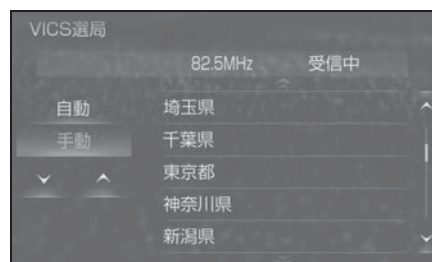 VICS選局
82.5MHz 受信中
自動
手動
埼玉県
千葉県
東京都
神奈川県
新潟県